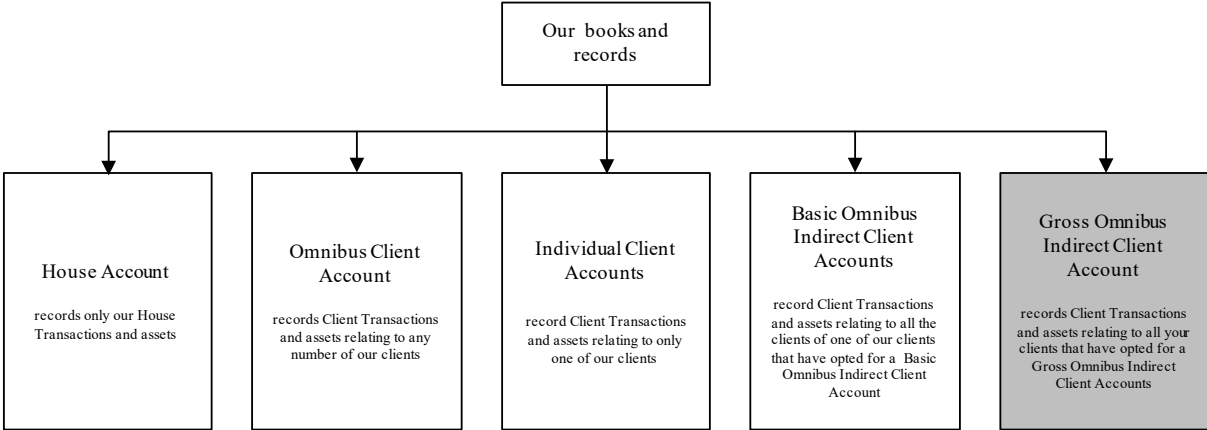 Our books and
records
House Account
records only our House
Transactions and assets
Omnibus Client
Account
records Client Transactions
and assets relating to any
number of our clients
Individual Client
Accounts
record Client Transactions
and assets relating to only
one of our clients
Basic Omnibus
Indirect Client
Accounts
record Client Transactions
and assets relating to all the
clients of one of our clients
that have opted for a Basic
Omnibus Indirect Client
Account
Gross Omnibus
Indirect Client
Account
records Client Transactions
and assets relating to all your
clients that have opted for a
Gross Omnibus Indirect
Client Accounts